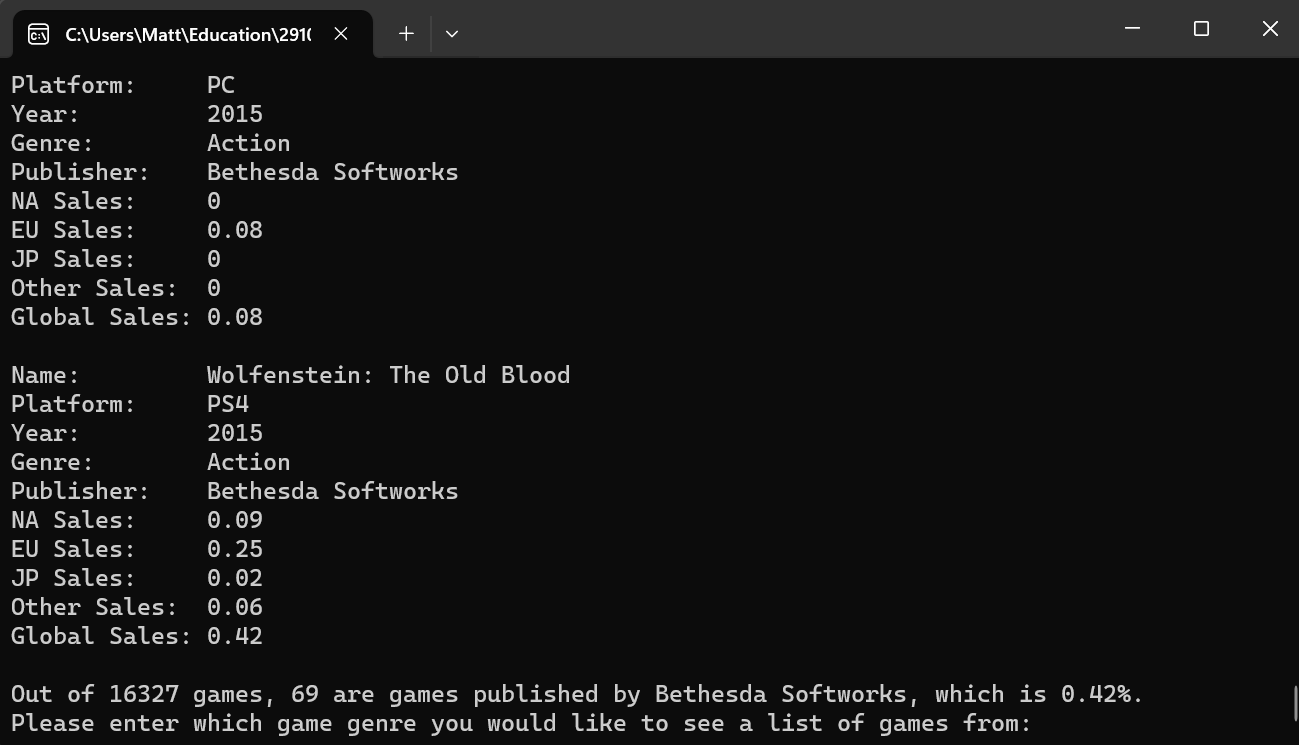 C:\Users\Matt\Education\291
Platform: PC
Year: 2015
Genre: Action
Publisher: Bethesda Softworks
NA Sales: 0
EU Sales: 0.08
JP Sales: 0
Other Sales: 0
Global Sales: 0.08
Name: Wolfenstein: The Old Blood
Platform: PS4
Year: 2015
Genre: Action
Publisher: Bethesda Softworks
NA Sales: 0.09
EU Sales: 0.25
JP Sales: 0.02
Other Sales: 0.06
Global Sales: 0.42
Out of 16327 games, 69 are games published by Bethesda Softworks, which is 0.42%.
Please enter which game genre you would like to see a list of games from: